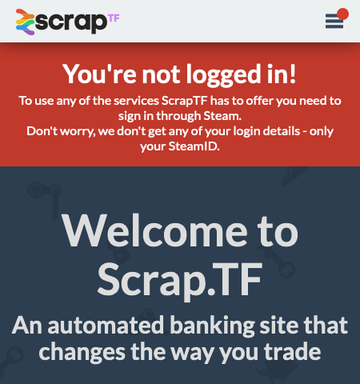 scrapTF
You're not logged in!
To use any of the services ScrapTF has to offer you need to
sign in through Steam.
Don't worry, we don't get any of your login details - only
your SteamID.
Welcome to
Scrap.TF
An automated banking site that
changes the way you trade